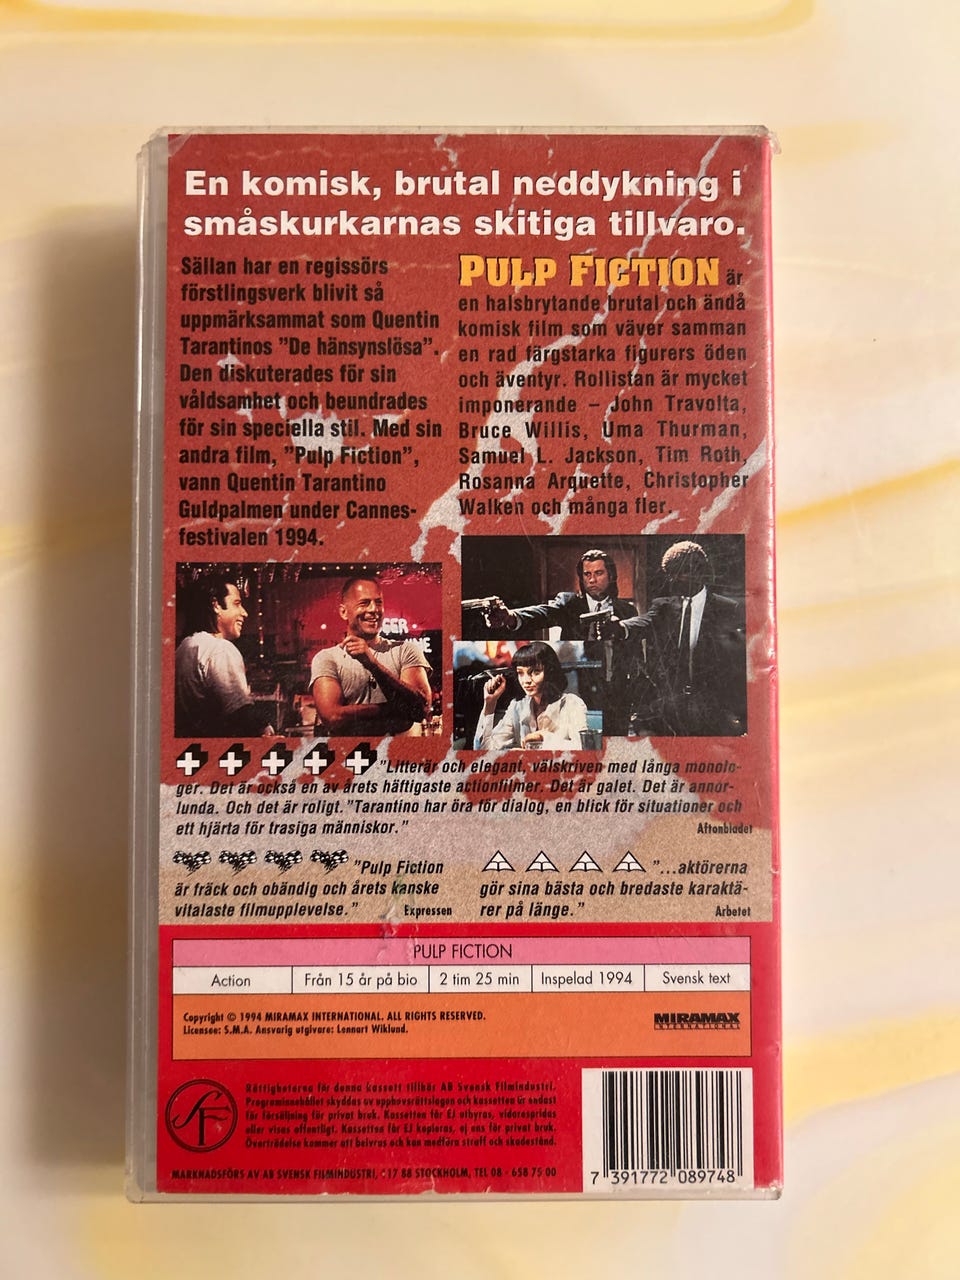 En komisk, brutal neddykning i
småskurkarnas skitiga tillvaro.
Sällan har en regissörs
förstlingsverk blivit så
uppmärksammat som Quentin
Tarantinos ”De hänsynslösa”.
Den diskuterades för sin
våldsamhet och beundrades
för sin speciella stil. Med sin
andra film, ”Pulp Fiction”,
vann Quentin Tarantino
Guldpalmen under Cannes-
festivalen 1994.
PULP FICTION är
en halsbrytande brutal och ändå
komisk film som väver samman
en rad färgstarka figurers öden
och äventyr. Rollistan är mycket
imponerande – John Travolta,
Bruce Willis, Uma Thurman,
Samuel L. Jackson, Tim Roth,
Rosanna Arquette, Christopher
Walken och många fler.
”Litterär och elegant, välskriven med långa monolo-
ger. Det är också en av årets häftigaste actionfilmer. Det är galet. Det är annor-
lunda. Och det är roligt. ”Tarantino har öra för dialog, en blick för situationer och
ett hjärta för trasiga människor.”
Aftonbladet
”Pulp Fiction
är fräck och obändig och årets kanske
vitalaste filmupplevelse.” Expressen
”...aktörerna
gör sina bästa och bredaste karaktä-
rer på länge.” Arbetet
PULP FICTION
Action Från 15 år på bio 2 tim 25 min Inspelad 1994 Svensk text
Copyright © 1994 MIRAMAX INTERNATIONAL. ALL RIGHTS RESERVED.
Licensee: S.M.A. Ansvarig utgivare: Lennart Wiklund.
MIRAMAX
INTERNATIONAL
SF
Rättigheterna för denna kassett tillhör AB Svensk Filmindustri.
Programinnehållet skyddas av upphovsrättslagen och kassetten är endast
för försäljning för privat bruk. Kassetten får EJ uthyras, vidarespridas
eller visas offentligt. Kassetten får EJ kopieras, ej ens för privat bruk.
Överträdelse kommer att beivras och kan medföra straff och skadestånd.
MARKNADSFÖRS AV AB SVENSK FILMINDUSTRI, 117 88 STOCKHOLM, TEL 08 - 658 75 00
7 391772 089748